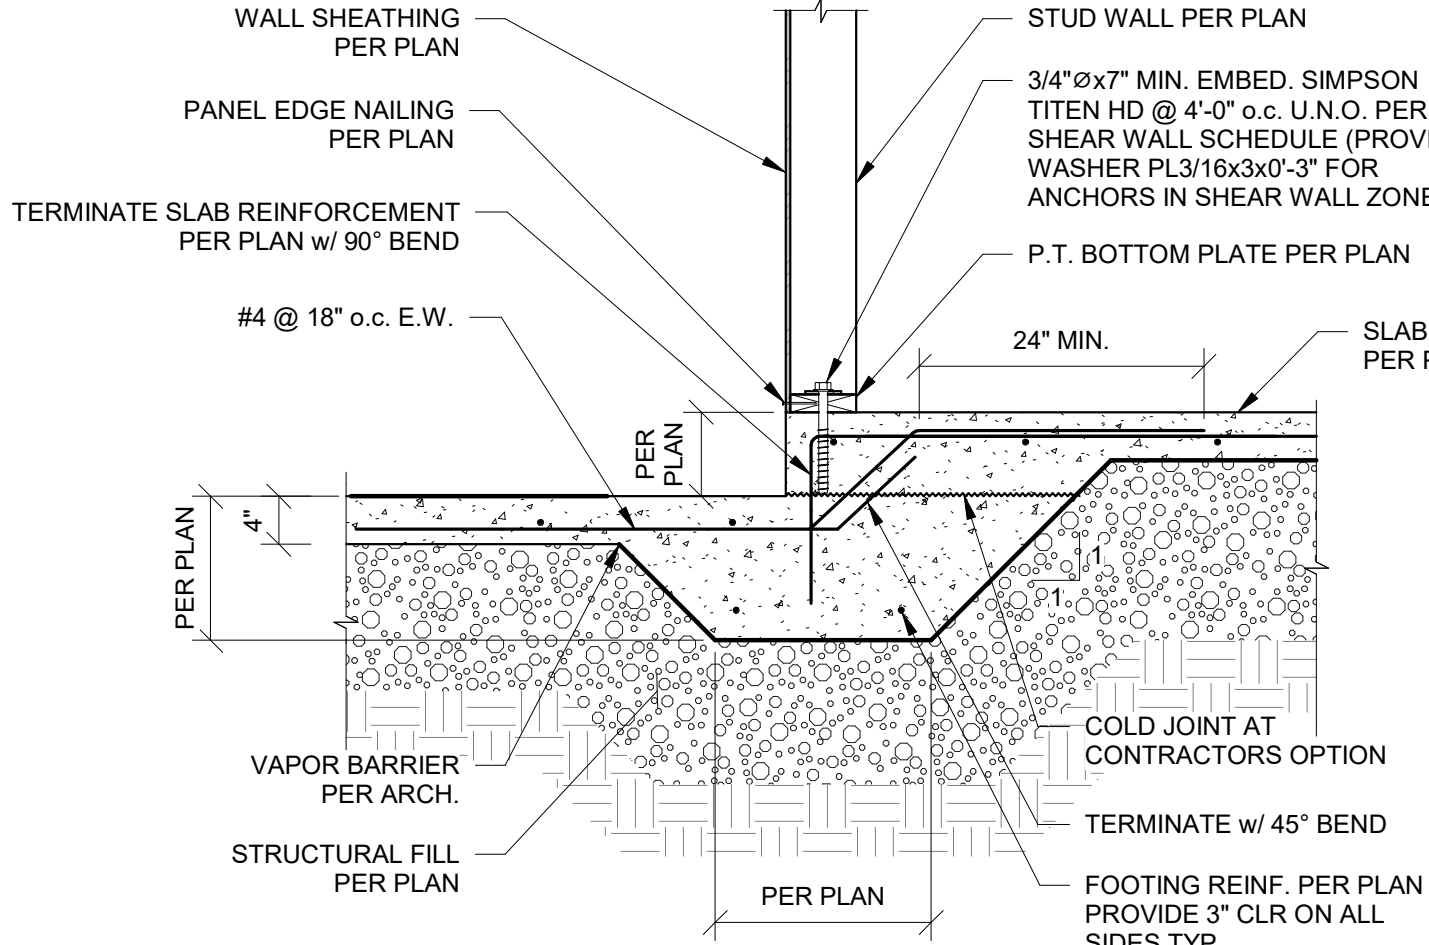 WALL SHEATHING
PER PLAN
PANEL EDGE NAILING
PER PLAN
TERMINATE SLAB REINFORCEMENT
PER PLAN w/ 90° BEND
#4 @ 18" o.c. E.W.
STUD WALL PER PLAN
3/4"Øx7" MIN. EMBED. SIMPSON
TITEN HD @ 4'-0" o.c. U.N.O. PER
SHEAR WALL SCHEDULE (PROVI
WASHER PL3/16x3x0'-3" FOR
ANCHORS IN SHEAR WALL ZONE
P.T. BOTTOM PLATE PER PLAN
24" MIN.
SLAB
PER P
PER
PLAN
PER PLAN
4"
1
1
VAPOR BARRIER
PER ARCH.
STRUCTURAL FILL
PER PLAN
PER PLAN
COLD JOINT AT
CONTRACTORS OPTION
TERMINATE w/ 45° BEND
FOOTING REINF. PER PLAN
PROVIDE 3" CLR ON ALL
SIDES TYP